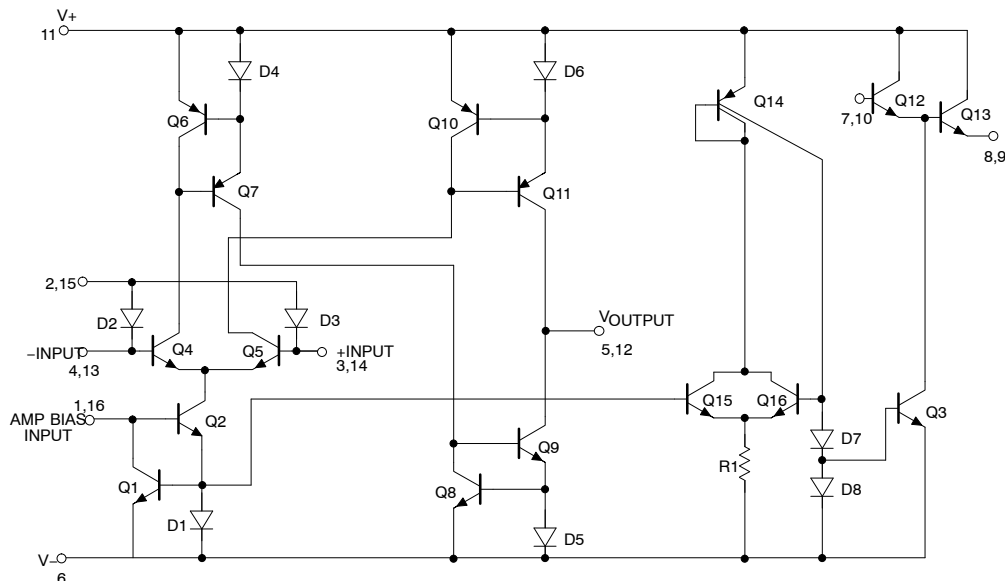 V+
11
D4
D6
Q6
Q10
Q14
Q12
7,10
Q13
8,9
Q7
Q11
2,15
D2
D3
VOUTPUT
5,12
–INPUT
4,13
Q4
Q5
+INPUT
3,14
1,16
AMP BIAS
INPUT
Q2
Q15
Q16
Q3
Q9
D7
R1
Q1
Q8
D8
D1
D5
V–
6